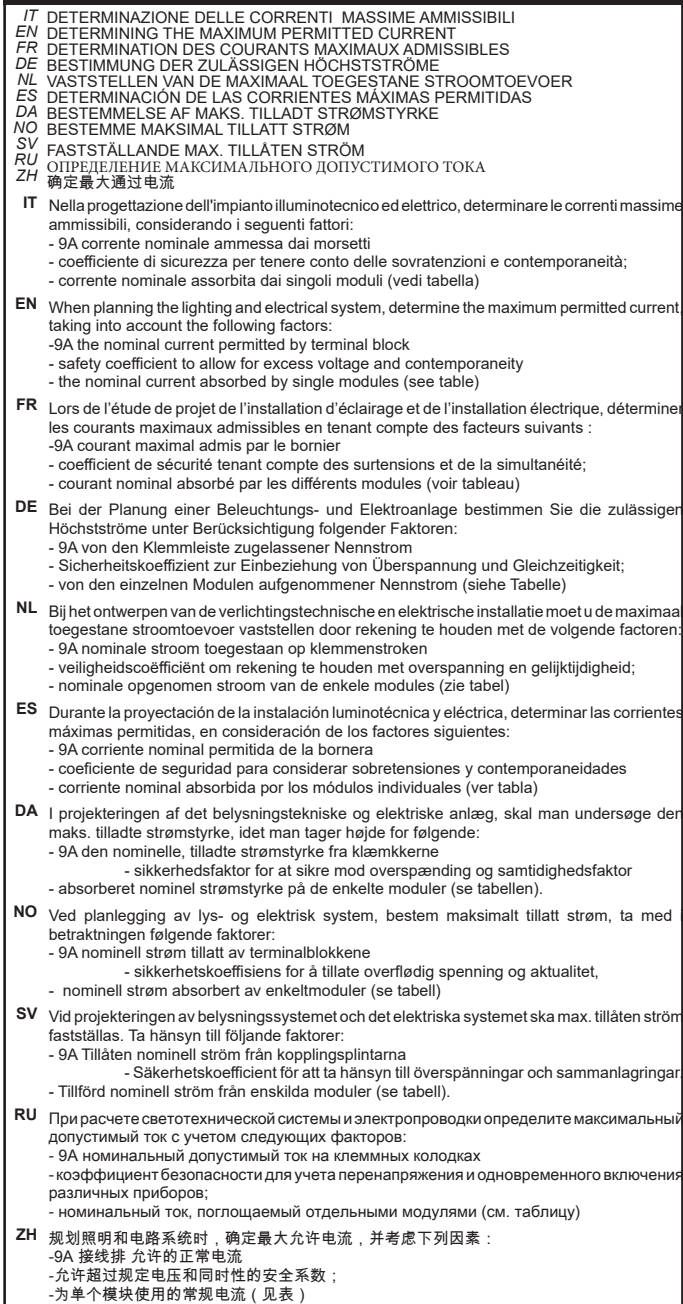 IT DETERMINAZIONE DELLE CORRENTI MASSIME AMMISSIBILI
EN DETERMINING THE MAXIMUM PERMITTED CURRENT
FR DETERMINATION DES COURANTS MAXIMAUX ADMISSIBLES
DE BESTIMMUNG DER ZULÄSSIGEN HÖCHSTSTRÖME
NL VASTSTELLEN VAN DE MAXIMAAL TOEGESTANE STROOMTOEVOER
ES DETERMINACIÓN DE LAS CORRIENTES MÁXIMAS PERMITIDAS
DA BESTEMMELSE AF MAKS. TILLADT STRØMSTYRKE
NO BESTEMME MAKSIMAL TILLATT STRØM
SV FASTSTÄLLANDE MAX. TILLÅTEN STRÖM
RU ОПРЕДЕЛЕНИЕ МАКСИМАЛЬНОГО ДОПУСТИМОГО ТОКА
ZH 确定最大通过电流
IT Nella progettazione dell'impianto illuminotecnico ed elettrico, determinare le correnti massime
ammissibili, considerando i seguenti fattori:
- 9A corrente nominale ammessa dai morsetti
- coefficiente di sicurezza per tenere conto delle sovratenzioni e contemporaneità;
- corrente nominale assorbita dai singoli moduli (vedi tabella)
EN When planning the lighting and electrical system, determine the maximum permitted current,
taking into account the following factors:
-9A the nominal current permitted by terminal block
- safety coefficient to allow for excess voltage and contemporaneity
- the nominal current absorbed by single modules (see table)
FR Lors de l'étude de projet de l'installation d'éclairage et de l'installation électrique, déterminer
les courants maximaux admissibles en tenant compte des facteurs suivants :
-9A courant maximal admis par le bornier
- coefficient de sécurité tenant compte des surtensions et de la simultanéité;
- courant nominal absorbé par les différents modules (voir tableau)
DE Bei der Planung einer Beleuchtungs- und Elektroanlage bestimmen Sie die zulässigen
Höchstströme unter Berücksichtigung folgender Faktoren:
- 9A von den Klemmleiste zugelassener Nennstrom
- Sicherheitskoeffizient zur Einbeziehung von Überspannung und Gleichzeitigkeit;
- von den einzelnen Modulen aufgenommener Nennstrom (siehe Tabelle)
NL Bij het ontwerpen van de verlichtingstechnische en elektrische installatie moet u de maximaal
toegestane stroomtoevoer vaststellen door rekening te houden met de volgende factoren:
- 9A nominale stroom toegestaan op klemmenstroken
- veiligheidscoëfficiënt om rekening te houden met overspanning en gelijktijdigheid;
- nominale opgenomen stroom van de enkele modules (zie tabel)
ES Durante la proyectación de la instalación luminotécnica y eléctrica, determinar las corrientes
máximas permitidas, en consideración de los factores siguientes:
- 9A corriente nominal permitida de la bornera
- coeficiente de seguridad para considerar sobretensiones y contemporaneidades
- corriente nominal absorbida por los módulos individuales (ver tabla)
DA I projekteringen af det belysningstekniske og elektriske anlæg, skal man undersøge den
maks. tilladte strømstyrke, idet man tager højde for følgende:
- 9A den nominelle, tilladte strømstyrke fra klæmkkerne
- sikkerhedsfaktor for at sikre mod overspænding og samtidighedsfaktor
- absorberet nominel strømstyrke på de enkelte moduler (se tabellen).
NO Ved planlegging av lys- og elektrisk system, bestem maksimalt tillatt strøm, ta med i
betraktningen følgende faktorer:
- 9A nominell strøm tillatt av terminalblokkene
- sikkerhetskoeffisiens for å tillate overflødig spenning og aktualitet,
- nominell strøm absorbert av enkeltmoduler (se tabell)
SV Vid projekteringen av belysningssystemet och det elektriska systemet ska max. tillåten ström
fastställas. Ta hänsyn till följande faktorer:
- 9A Tillåten nominell ström från kopplingsplintarna
- Säkerhetskoefficient för att ta hänsyn till överspänningar och sammanlagringar.
- Tillförd nominell ström från enskilda moduler (se tabell).
RU При расчете светотехнической системы и электропроводки определите максимальный
допустимый ток с учетом следующих факторов:
- 9A номинальный допустимый ток на клеммных колодках
- коэффициент безопасности для учета перенапряжения и одновременного включения
различных приборов;
- номинальный ток, поглощаемый отдельными модулями (см. таблицу)
ZH 规划照明和电路系统时，确定最大允许电流，并考虑下列因素：
-9A 接线排 允许的正常电流
-允许超过规定电压和同时性的安全系数；
-为单个模块使用的常规电流（见表）